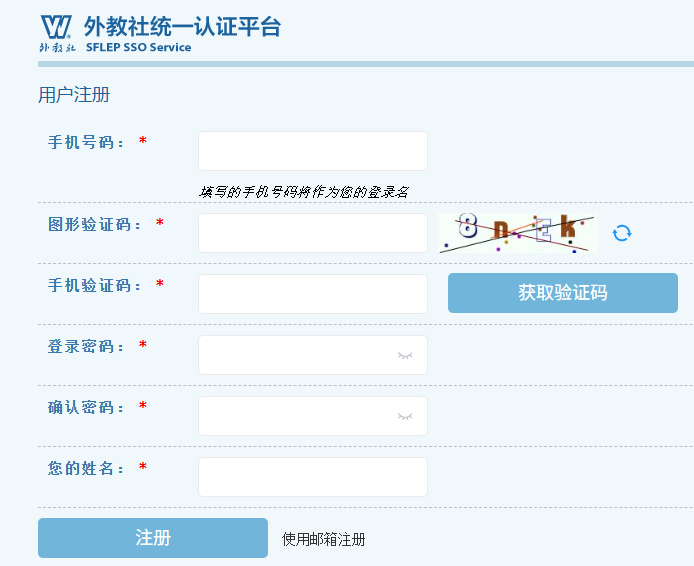 外教社统一认证平台
外教社 SFLEP SSO Service
用户注册
手机号码： *
填写的手机号码将作为您的登录名
图形验证码： * 8nEk
手机验证码： * 获取验证码
登录密码： *
确认密码： *
您的姓名： *
注册 使用邮箱注册